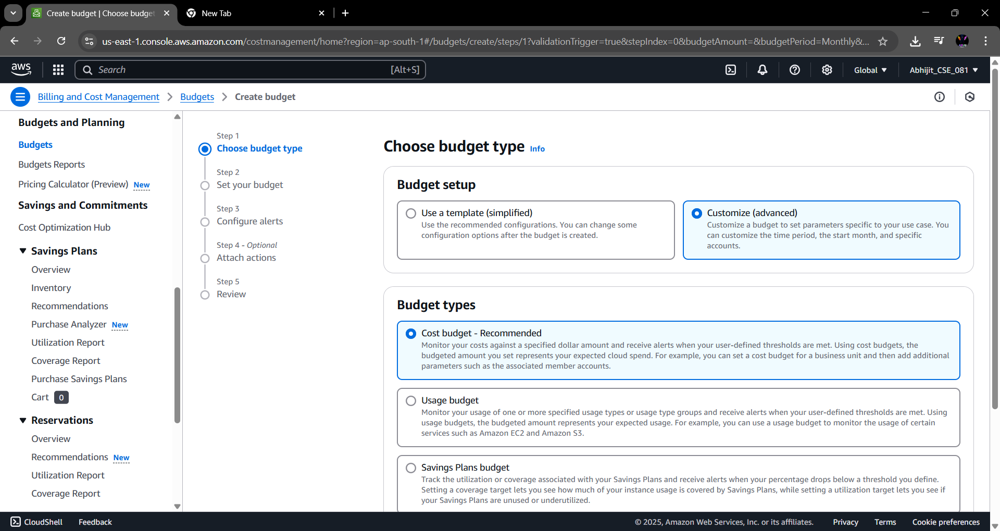 Create budget | Choose budget
New Tab
us-east-1.console.aws.amazon.com/costmanagement/home?region=ap-south-1#/budgets/create/steps/1?validationTrigger=true&stepIndex=0&budgetAmount=&budgetPeriod=Monthly&...
aws
Search
[Alt+S]
Global
Abhijit_CSE_081
Billing and Cost Management
Budgets
Create budget
Budgets and Planning
Budgets
Budgets Reports
Pricing Calculator (Preview) New
Savings and Commitments
Cost Optimization Hub
Savings Plans
Overview
Inventory
Recommendations
Purchase Analyzer New
Utilization Report
Coverage Report
Purchase Savings Plans
Cart 0
Reservations
Overview
Recommendations New
Utilization Report
Coverage Report
Step 1
Choose budget type
Step 2
Set your budget
Step 3
Configure alerts
Step 4 - Optional
Attach actions
Step 5
Review
Choose budget type Info
Budget setup
Use a template (simplified)
Use the recommended configurations. You can change some
configuration options after the budget is created.
Customize (advanced)
Customize a budget to set parameters specific to your use case. You
can customize the time period, the start month, and specific
accounts.
Budget types
Cost budget - Recommended
Monitor your costs against a specified dollar amount and receive alerts when your user-defined thresholds are met. Using cost budgets, the
budgeted amount you set represents your expected cloud spend. For example, you can set a cost budget for a business unit and then add additional
parameters such as the associated member accounts.
Usage budget
Monitor your usage of one or more specified usage types or usage type groups and receive alerts when your user-defined thresholds are met. Using
usage budgets, the budgeted amount represents your expected usage. For example, you can use a usage budget to monitor the usage of certain
services such as Amazon EC2 and Amazon S3.
Savings Plans budget
Track the utilization or coverage associated with your Savings Plans and receive alerts when your percentage drops below a threshold you define.
Setting a coverage target lets you see how much of your instance usage is covered by Savings Plans, while setting a utilization target lets you see if
your Savings Plans are unused or underutilized.
CloudShell
Feedback
© 2025, Amazon Web Services, Inc. or its affiliates.
Privacy
Terms
Cookie preferences